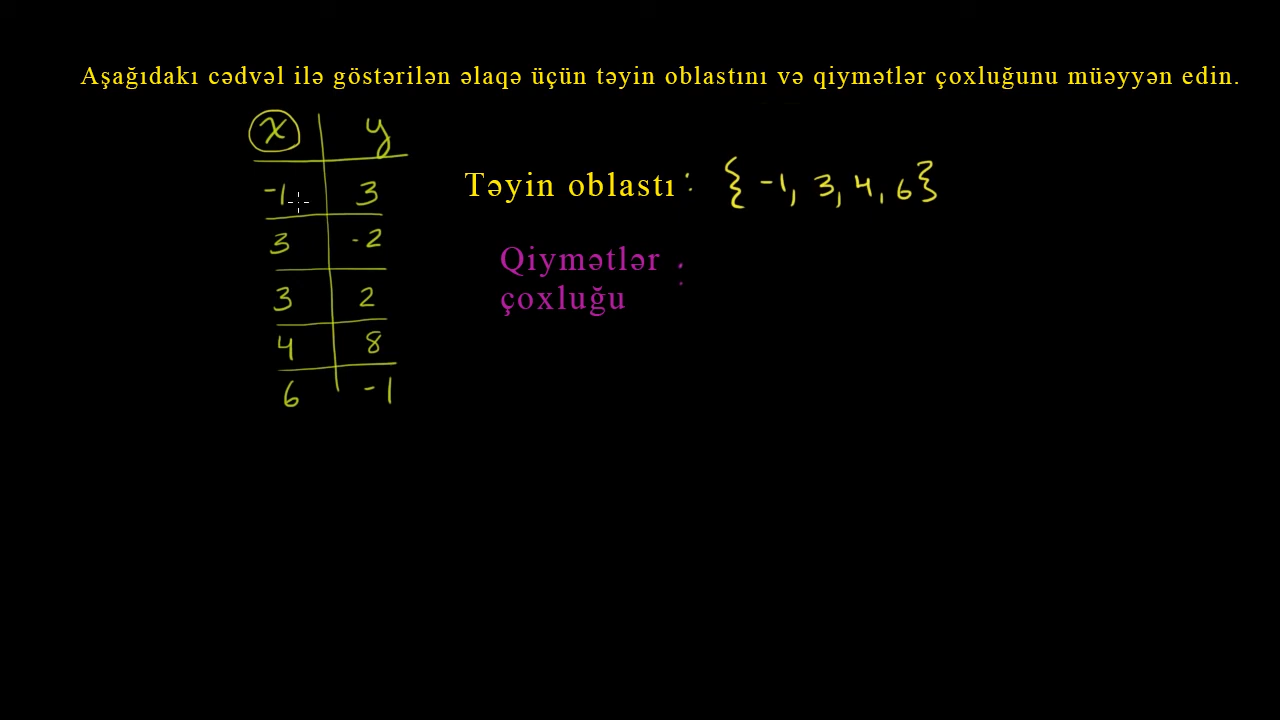 Aşağıdakı cədvəl ilə göstərilən əlaqə üçün təyin oblastını və qiymətlər çoxluğunu müəyyən edin.
x y
-1 3
3 -2
3 2
4 8
6 -1
Təyin oblastı : {-1, 3, 4, 6}
Qiymətlər :
çoxluğu